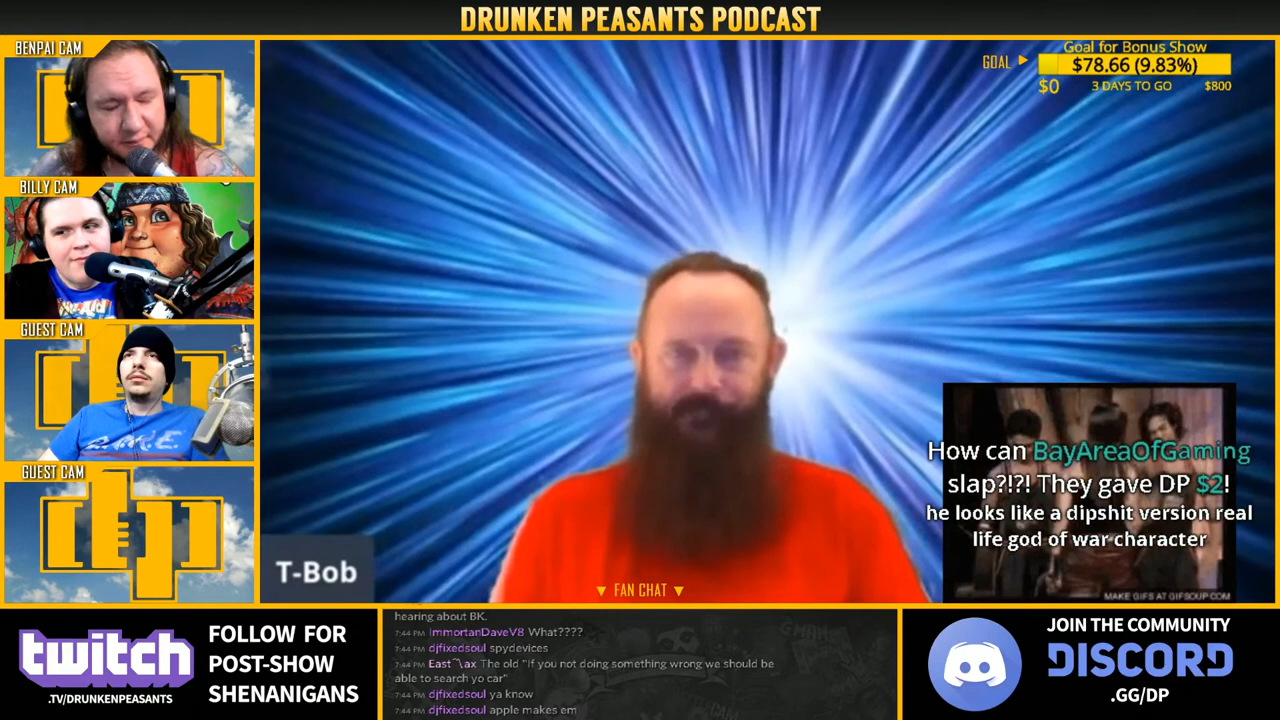 DRUNKEN PEASANTS PODCAST
BENPAI CAM
BILLY CAM
GUEST CAM
GUEST CAM
GOAL ►
Goal for Bonus Show
$78.66 (9.83%)
$0
3 DAYS TO GO
$800
How can BayAreaOfGaming
slap?!?! They gave DP $2!
he looks like a dipshit version real
life god of war character
MAKE GIFS AT GIFSOUP.COM
T-Bob
▼ FAN CHAT ▼
twitch
.TV/DRUNKENPEASANTS
FOLLOW FOR
POST-SHOW
SHENANIGANS
hearing about BK.
7:44 PM ImmortanDaveV8 What????
7:44 PM djfixedsoul spydevices
7:44 PM East~\ax The old "If you not doing something wrong we should be
able to search yo car"
7:44 PM djfixedsoul ya know
7:44 PM djfixedsoul apple makes em
JOIN THE COMMUNITY
DISCORD
.GG/DP